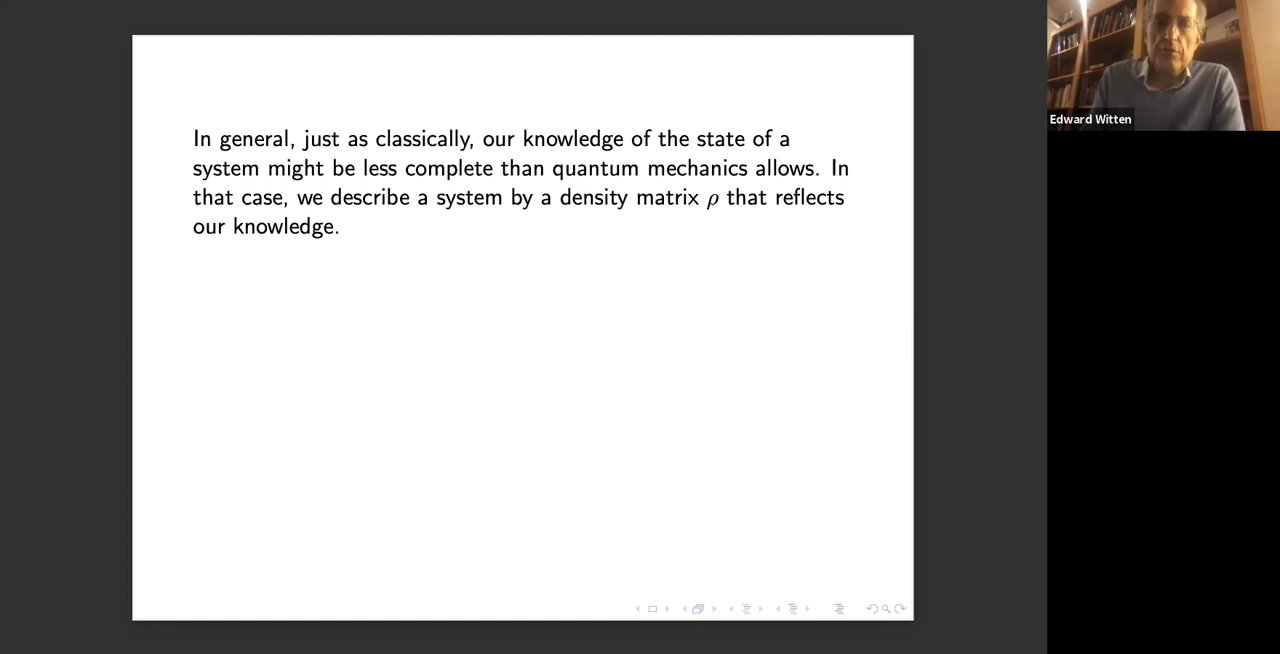 In general, just as classically, our knowledge of the state of a
system might be less complete than quantum mechanics allows. In
that case, we describe a system by a density matrix ρ that reflects
our knowledge.
Edward Witten